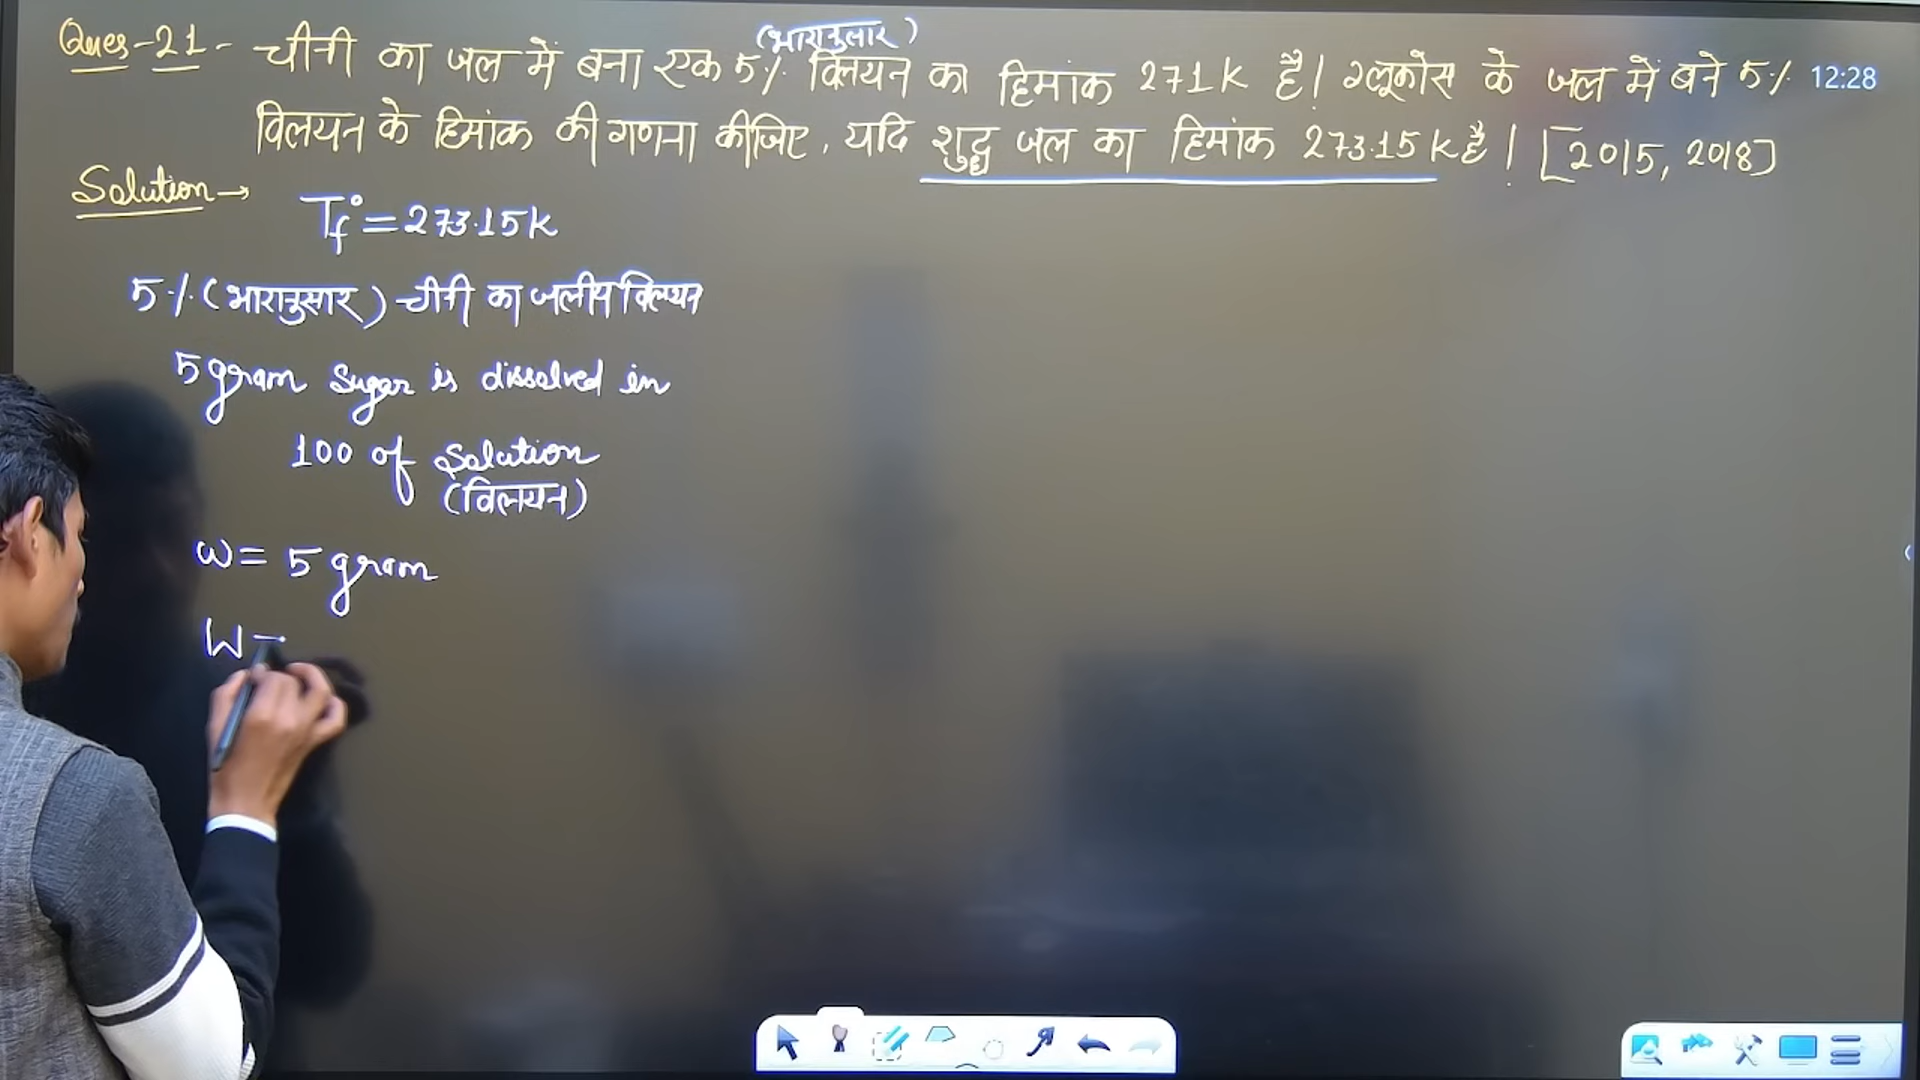 (भारानुसार)
Ques-21- चीनी का जल में बना एक 5% विलयन का हिमांक 271K है। ग्लूकोस के जल में बने 5%
12:28
विलयन के हिमांक की गणना कीजिए, यदि शुद्ध जल का हिमांक 273.15K है। [2015, 2018]
Solution→
Tf° = 273.15K
5% (भारानुसार) चीनी का जलीय विलयन
5 gram Sugar is dissolved in
100 of Solution
(विलयन)
w = 5 gram
W =